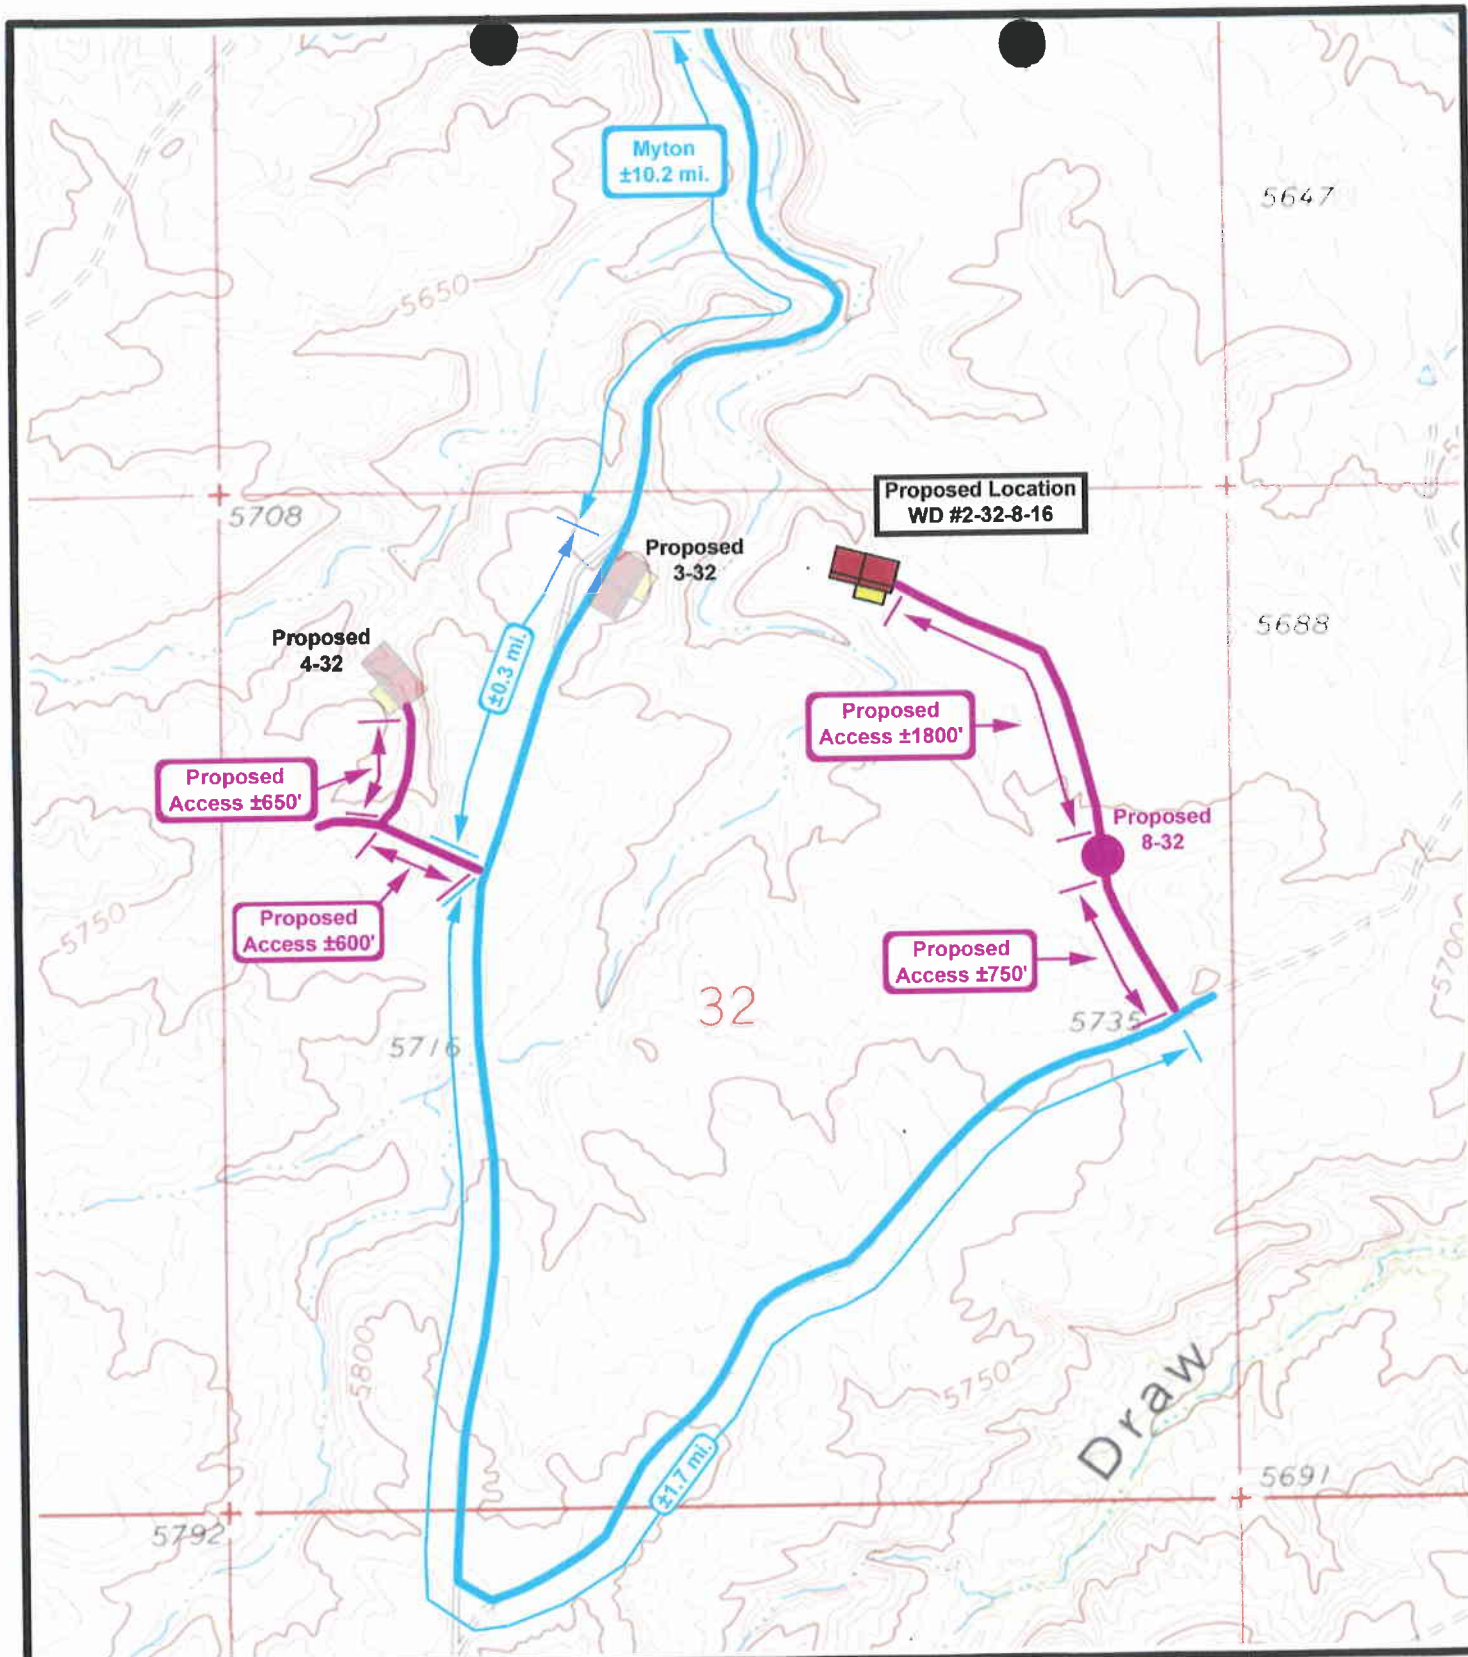 Myton
±10.2 mi.
5647
5650
Proposed Location
WD #2-32-8-16
5708
Proposed
3-32
5688
Proposed
4-32
±0.3 mi.
Proposed
Access ±1800'
Proposed
Access ±650'
Proposed
8-32
Proposed
Access ±600'
5750
Proposed
Access ±750'
5700
32
5735
5716
5800
5750
Draw
±1.7 mi.
5691
5792